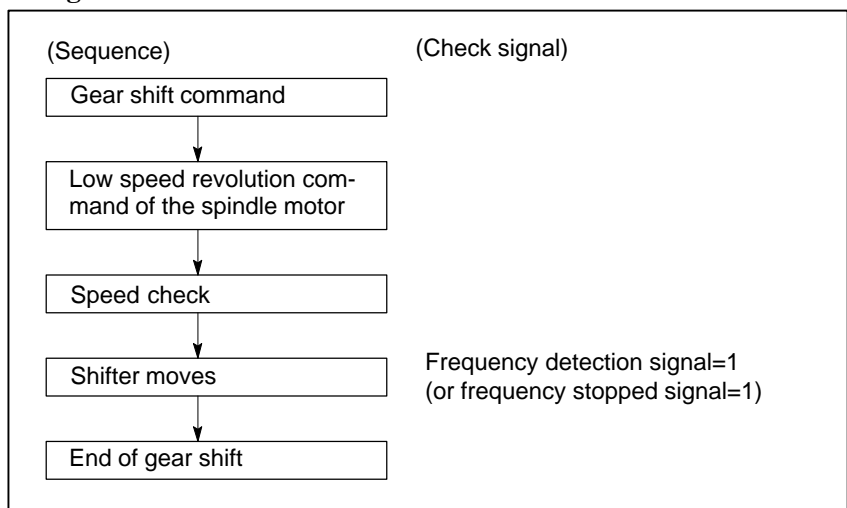 (Sequence)
(Check signal)
Gear shift command
Low speed revolution com-
mand of the spindle motor
Speed check
Shifter moves
Frequency detection signal=1
(or frequency stopped signal=1)
End of gear shift